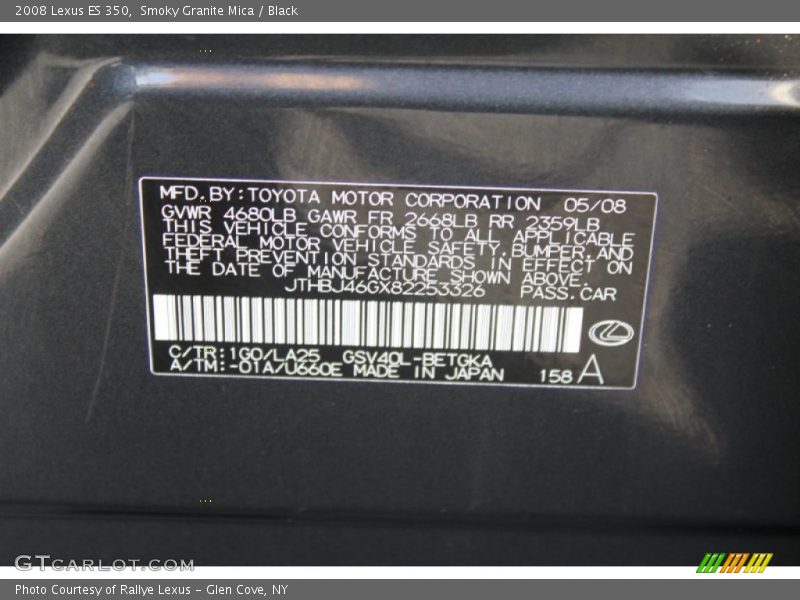 2008 Lexus ES 350,  Smoky Granite Mica / Black
MFD. BY: TOYOTA MOTOR CORPORATION 05/08
GVWR 4680LB GAWR FR 2668LB RR 2359LB
THIS VEHICLE CONFORMS TO ALL APPLICABLE
FEDERAL MOTOR VEHICLE SAFETY, BUMPER, AND
THEFT PREVENTION STANDARDS IN EFFECT ON
THE DATE OF MANUFACTURE SHOWN ABOVE.
JTHBJ46GX82253326 PASS. CAR
C/TR: 1G0/LA25 GSV40L-BETGKA
A/TM: -01A/U660E MADE IN JAPAN 158 A
GTCARLOT.COM
Photo Courtesy of Rallye Lexus - Glen Cove, NY